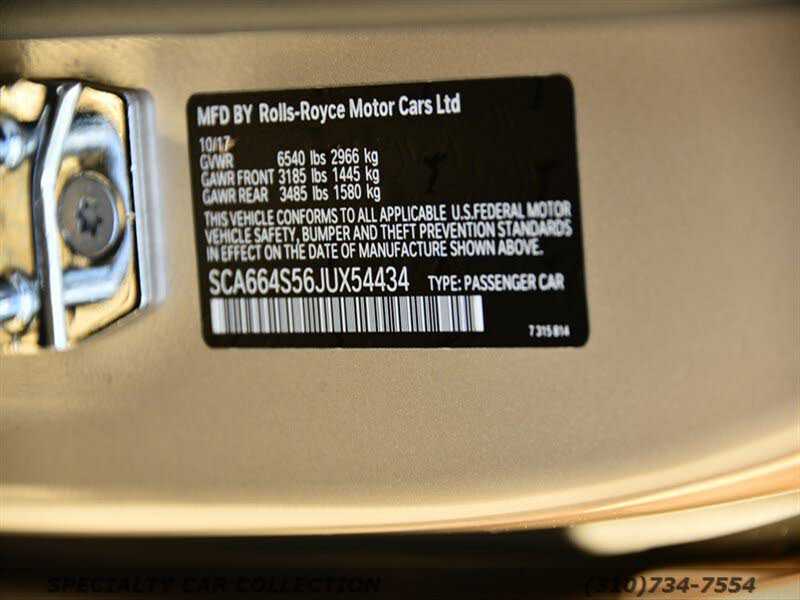 MFD BY Rolls-Royce Motor Cars Ltd
10/17
GVWR 6540 lbs 2966 kg
GAWR FRONT 3185 lbs 1445 kg
GAWR REAR 3485 lbs 1580 kg
THIS VEHICLE CONFORMS TO ALL APPLICABLE U.S.FEDERAL MOTOR
VEHICLE SAFETY, BUMPER AND THEFT PREVENTION STANDARDS
IN EFFECT ON THE DATE OF MANUFACTURE SHOWN ABOVE.
SCA664S56JUX54434 TYPE: PASSENGER CAR
7 315 814
SPECIALTY CAR COLLECTION (310)734-7554